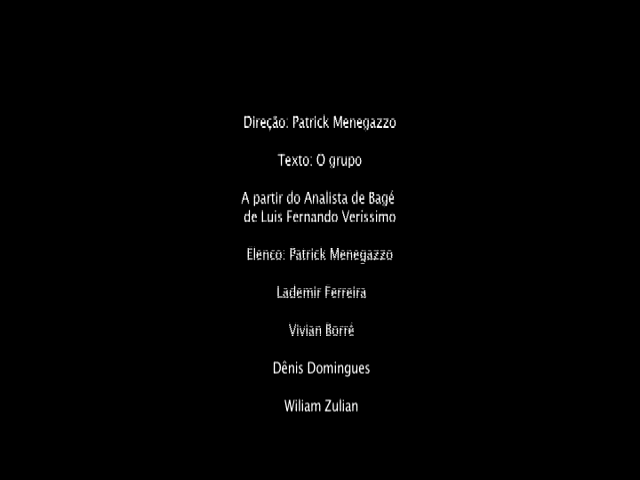 Direção: Patrick Menegazzo
Texto: O grupo
A partir do Analista de Bagé
de Luis Fernando Veríssimo
Elenco: Patrick Menegazzo
Lademir Ferreira
Vivian Borré
Dênis Domingues
Wiliam Zulian